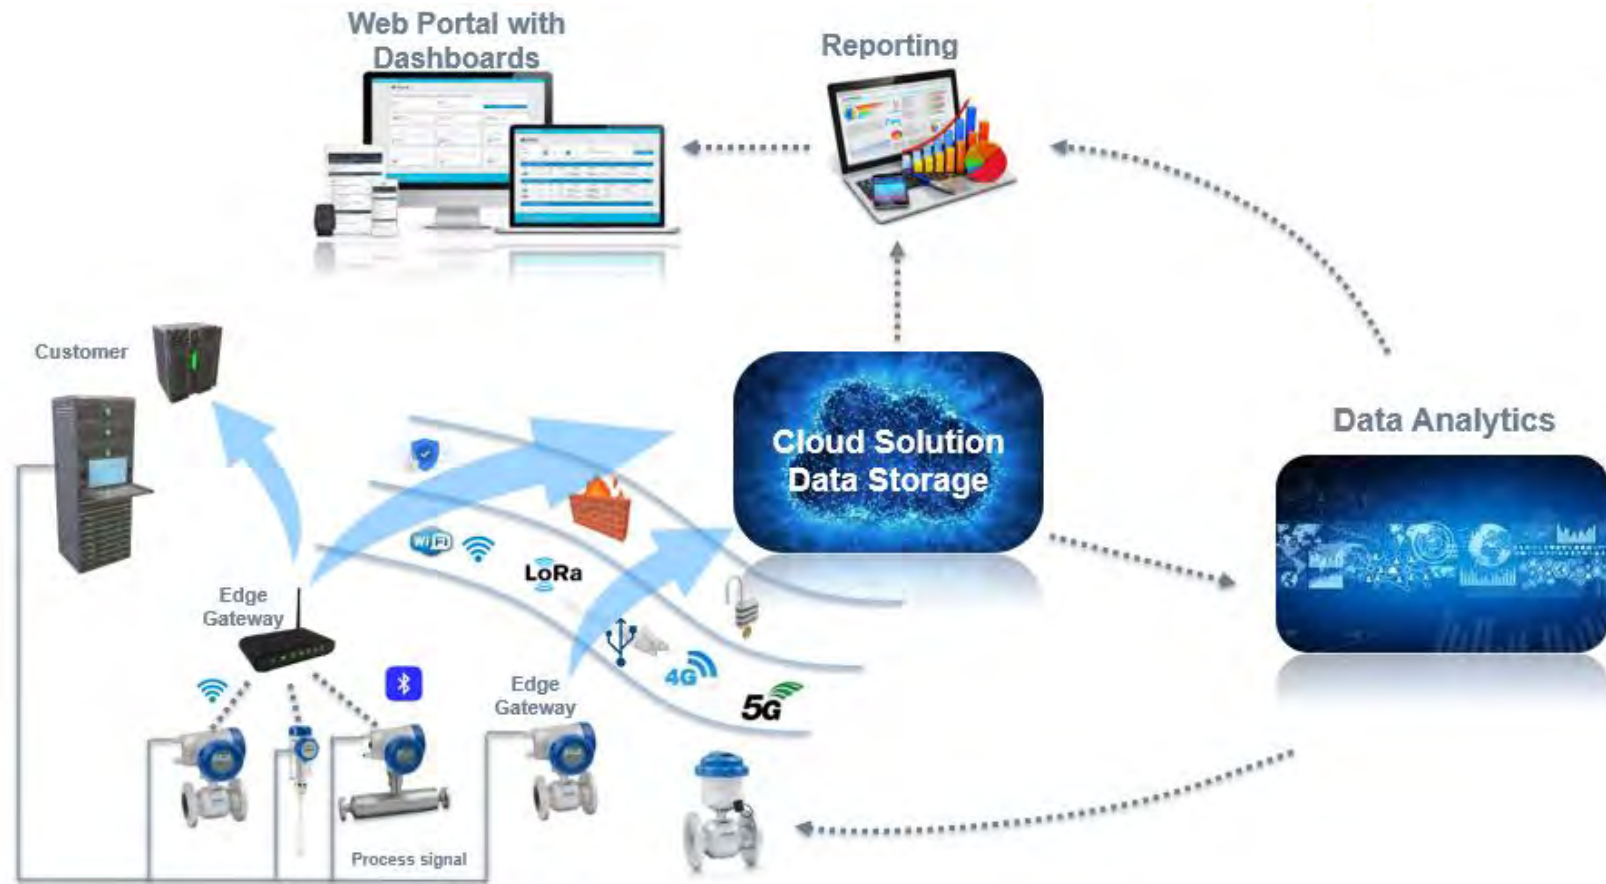 Web Portal with
Dashboards
Reporting
Customer
Cloud Solution
Data Storage
Data Analytics
WiFi
LoRa
Edge
Gateway
4G
Edge
Gateway
5G
Process signal